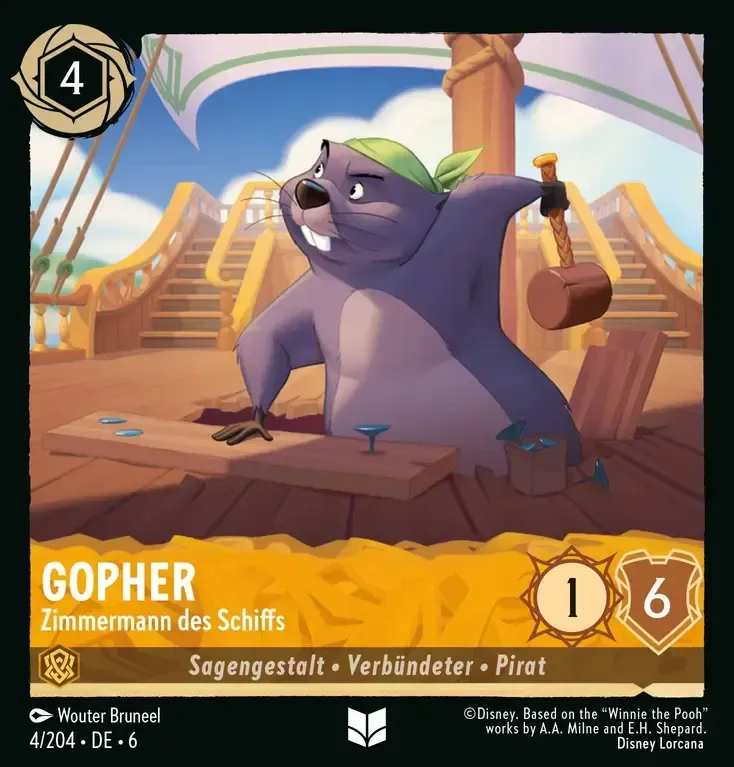 4
GOPHER
Zimmermann des Schiffs
1
6
Sagengestalt • Verbündeter • Pirat
Wouter Bruneel
4/204 • DE • 6
©Disney. Based on the “Winnie the Pooh”
works by A.A. Milne and E.H. Shepard.
Disney Lorcana